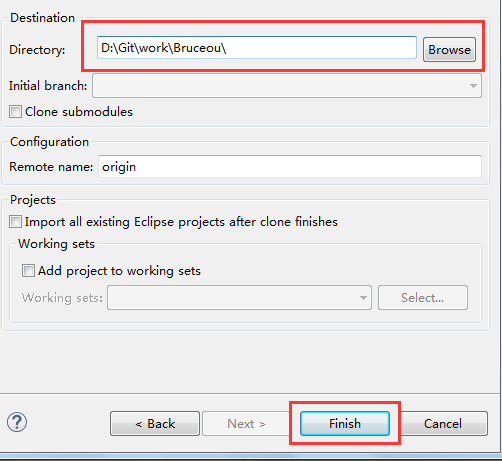 Destination
Directory: D:\Git\work\Bruceou\ Browse
Initial branch:
Clone submodules
Configuration
Remote name: origin
Projects
Import all existing Eclipse projects after clone finishes
Working sets
Add project to working sets
Working sets: Select...
? < Back Next > Finish Cancel